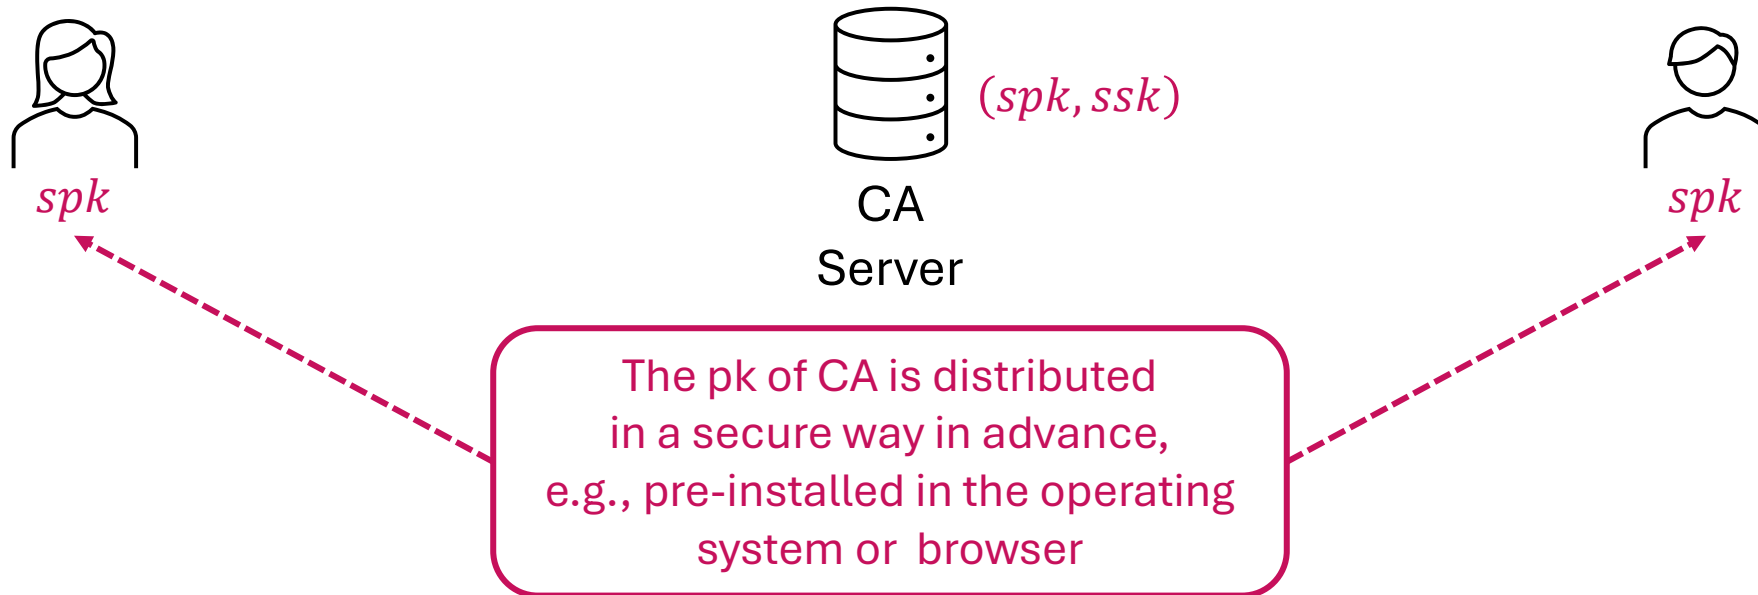 (spk, ssk)
spk
CA
Server
spk
The pk of CA is distributed
in a secure way in advance,
e.g., pre-installed in the operating
system or browser